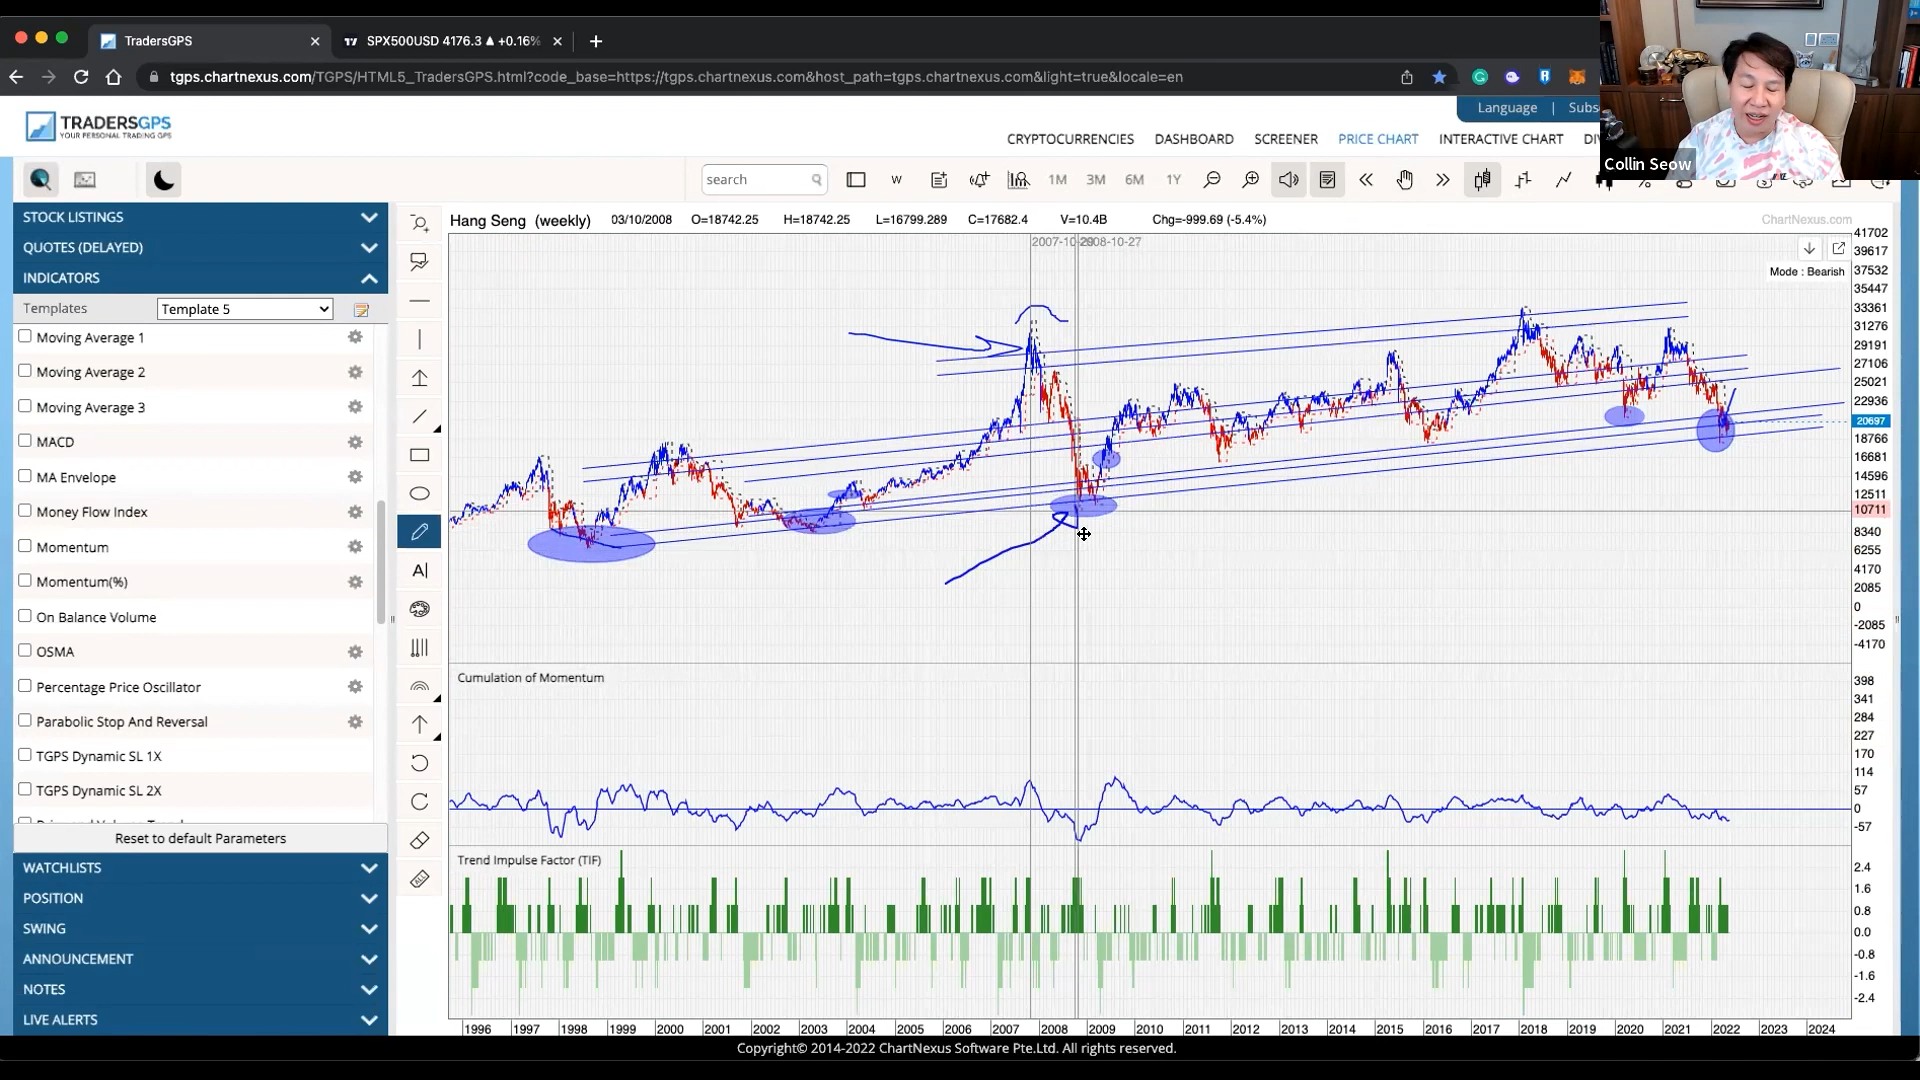 TradersGPS
SPX500USD 4176.3 ▲ +0.16%
tgps.chartnexus.com/TGPS/HTML5_TradersGPS.html?code_base=https://tgps.chartnexus.com&host_path=tgps.chartnexus.com&light=true&locale=en
TRADERSGPS
YOUR PERSONAL TRADING GPS
Language | Subs
CRYPTOCURRENCIES DASHBOARD SCREENER PRICE CHART INTERACTIVE CHART DI
Collin Seow
search W 1M 3M 6M 1Y
STOCK LISTINGS
QUOTES (DELAYED)
INDICATORS
Templates Template 5
Moving Average 1
Moving Average 2
Moving Average 3
MACD
MA Envelope
Money Flow Index
Momentum
Momentum(%)
On Balance Volume
OSMA
Percentage Price Oscillator
Parabolic Stop And Reversal
TGPS Dynamic SL 1X
TGPS Dynamic SL 2X
Reset to default Parameters
WATCHLISTS
POSITION
SWING
ANNOUNCEMENT
NOTES
LIVE ALERTS
A
ALL
Hang Seng (weekly) 03/10/2008 O=18742.25 H=18742.25 L=16799.289 C=17682.4 V=10.4B Chg=-999.69 (-5.4%)
ChartNexus.com
2008-10-27
Mode : Bearish
41702
39617
37532
35447
33361
31276
29191
27106
25021
22936
20697
18766
16681
14596
12511
10711
8340
6255
4170
2085
0
-2085
-4170
Cumulation of Momentum
398
341
284
227
170
114
57
0
-57
Trend Impulse Factor (TIF)
2.4
1.6
0.8
0.0
-0.8
-1.6
-2.4
1996 1997 1998 1999 2000 2001 2002 2003 2004 2005 2006 2007 2008 2009 2010 2011 2012 2013 2014 2015 2016 2017 2018 2019 2020 2021 2022 2023 2024
Copyright© 2014-2022 ChartNexus Software Pte.Ltd. All rights reserved.